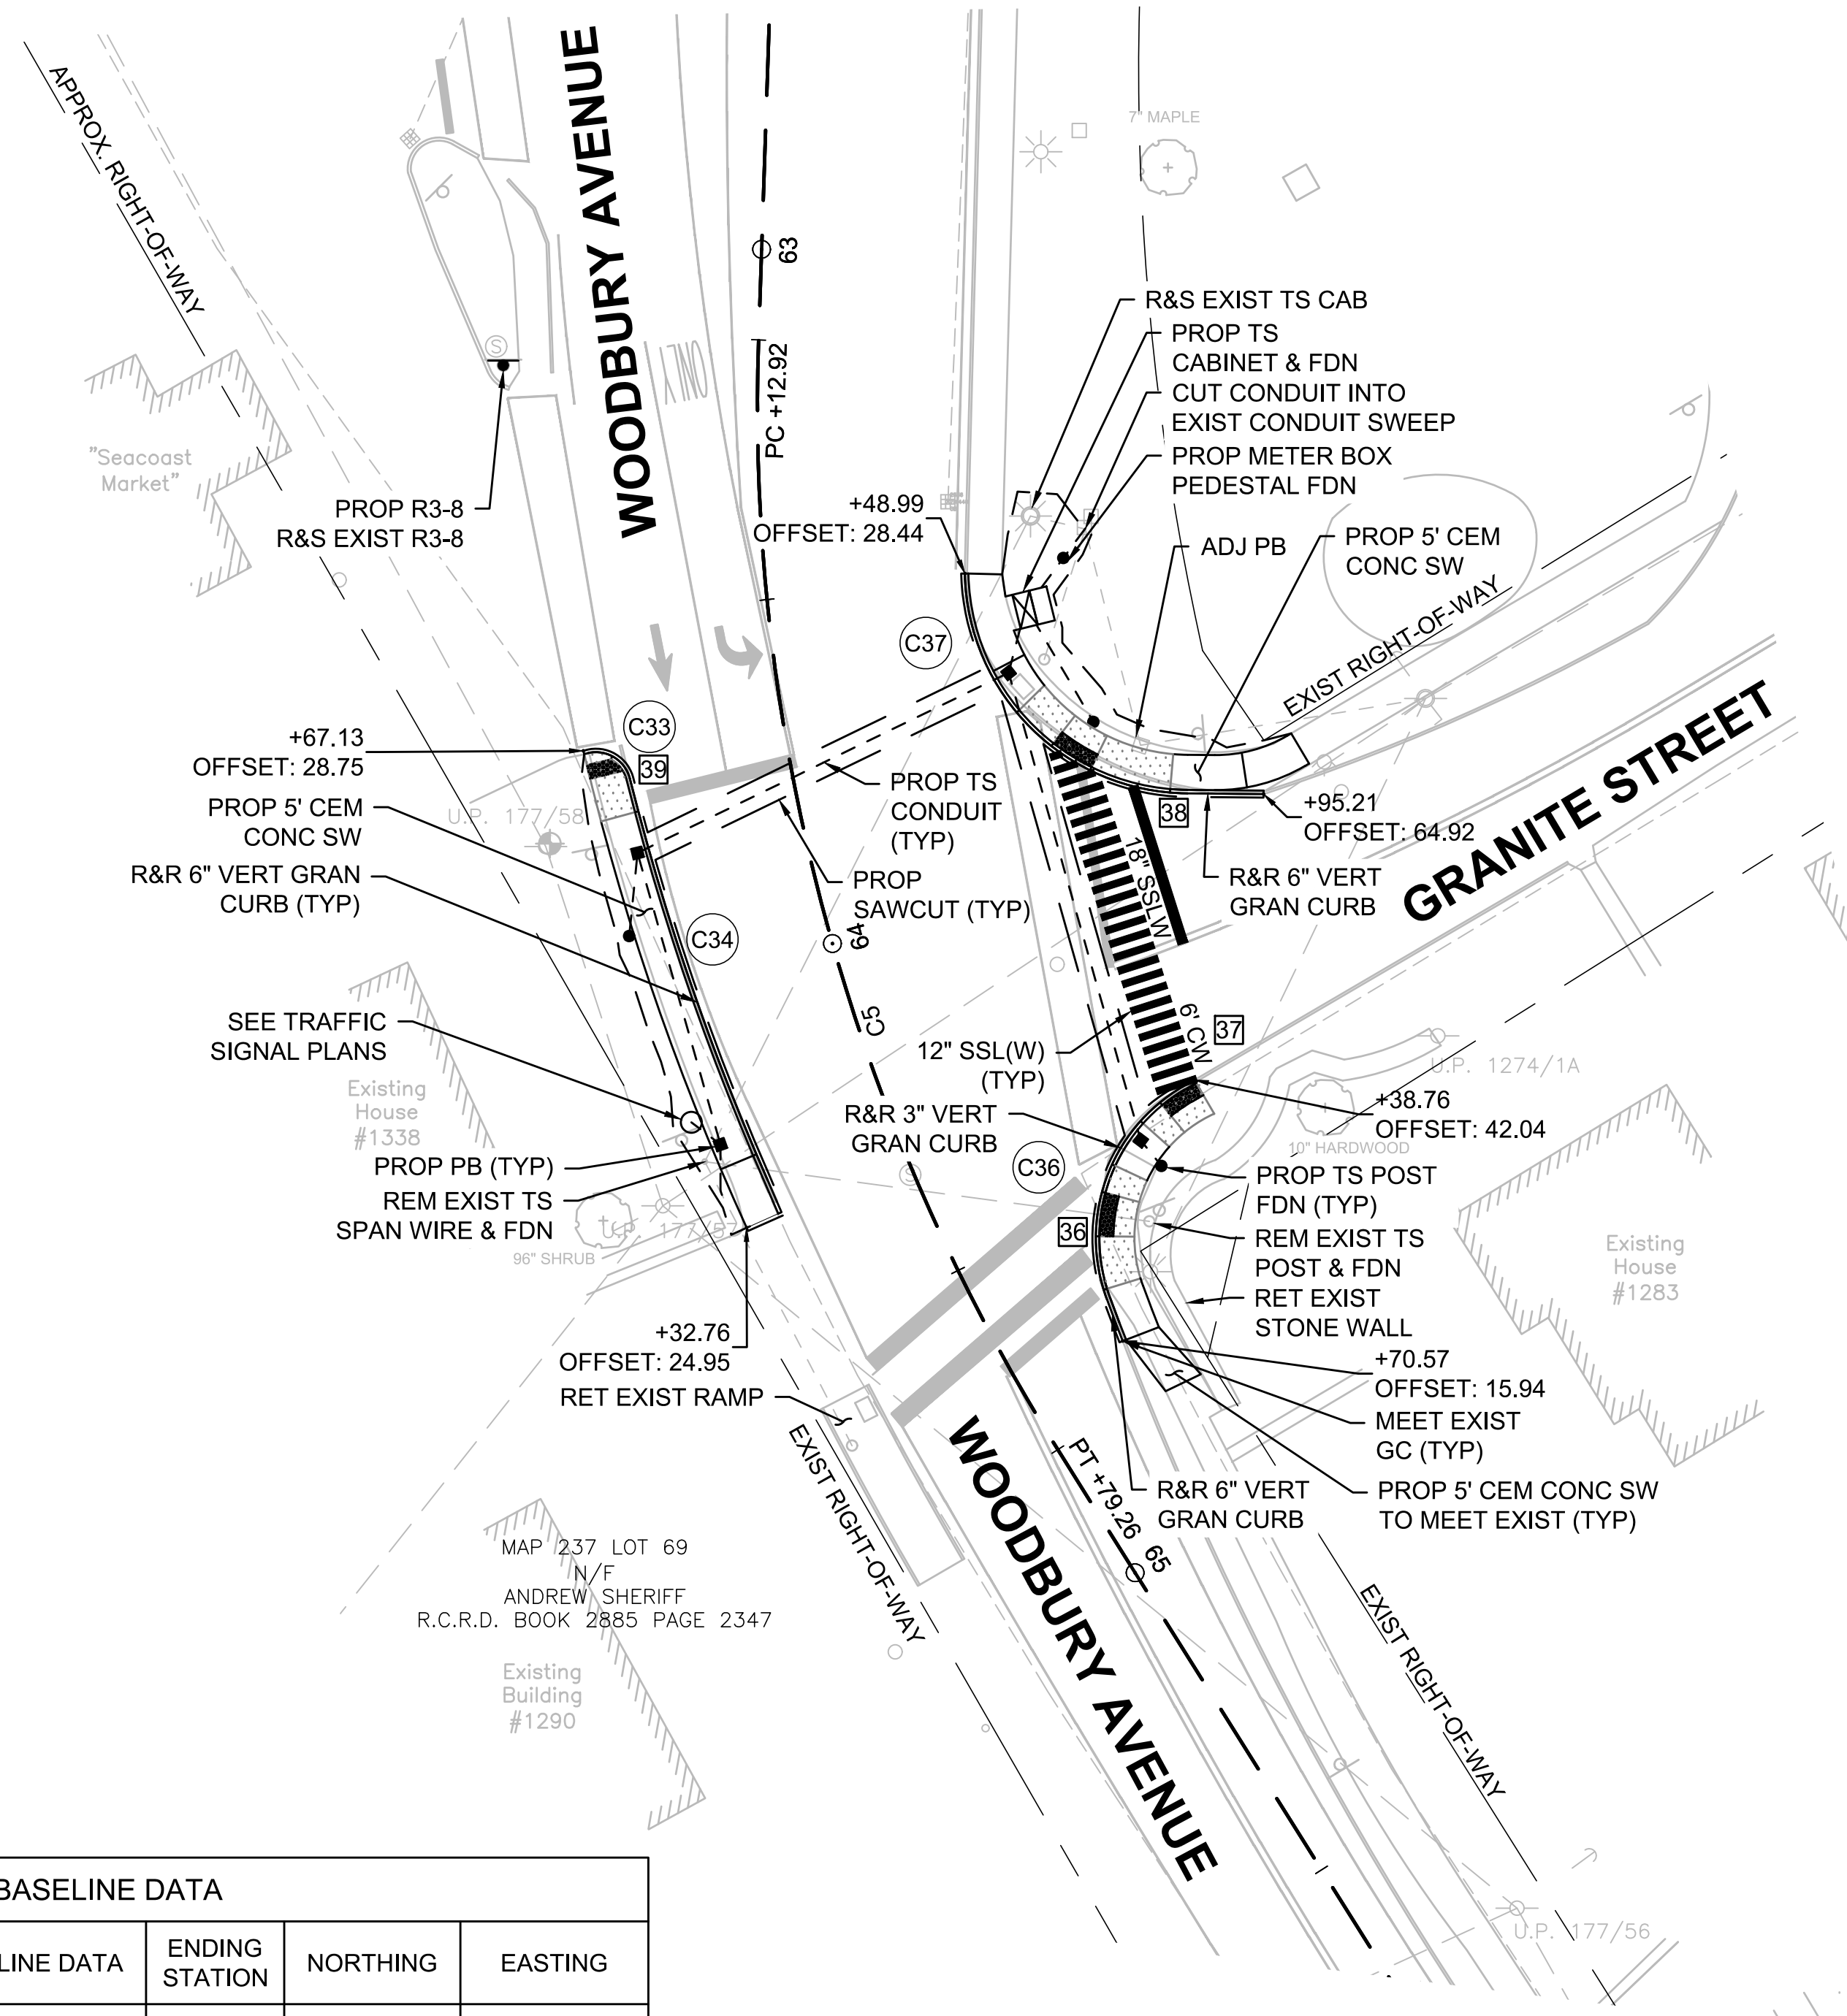 APPROX. RIGHT-OF-WAY
WOODBURY AVENUE
63
7" MAPLE
PC +12.92
ONLY
"Seacoast
Market"
S
PROP R3-8
R&S EXIST R3-8
R&S EXIST TS CAB
PROP TS
CABINET & FDN
CUT CONDUIT INTO
EXIST CONDUIT SWEEP
PROP METER BOX
PEDESTAL FDN
+48.99
OFFSET: 28.44
ADJ PB
PROP 5' CEM
CONC SW
EXIST RIGHT-OF-WAY
C37
C33
39
+67.13
OFFSET: 28.75
PROP 5' CEM
CONC SW
U.P. 177/58
R&R 6" VERT GRAN
CURB (TYP)
PROP TS
CONDUIT
(TYP)
PROP
SAWCUT (TYP)
38
18" SSLW
+95.21
OFFSET: 64.92
R&R 6" VERT
GRAN CURB
GRANITE STREET
C34
64
C5
SEE TRAFFIC
SIGNAL PLANS
Existing
House
#1338
12" SSL(W)
(TYP)
6' CW
37
U.P. 1274/1A
R&R 3" VERT
GRAN CURB
+38.76
OFFSET: 42.04
10" HARDWOOD
C36
S
PROP PB (TYP)
REM EXIST TS
SPAN WIRE & FDN
U.P. 177/57
96" SHRUB
36
PROP TS POST
FDN (TYP)
REM EXIST TS
POST & FDN
RET EXIST
STONE WALL
Existing
House
#1283
+32.76
OFFSET: 24.95
RET EXIST RAMP
+70.57
OFFSET: 15.94
MEET EXIST
GC (TYP)
EXIST RIGHT-OF-WAY
WOODBURY AVENUE
PT +79.26
65
R&R 6" VERT
GRAN CURB
PROP 5' CEM CONC SW
TO MEET EXIST (TYP)
MAP 237 LOT 69
N/F
ANDREW SHERIFF
R.C.R.D. BOOK 2885 PAGE 2347
EXIST RIGHT-OF-WAY
Existing
Building
#1290
U.P. 177/56
BASELINE DATA
LINE DATA
ENDING
STATION
NORTHING
EASTING